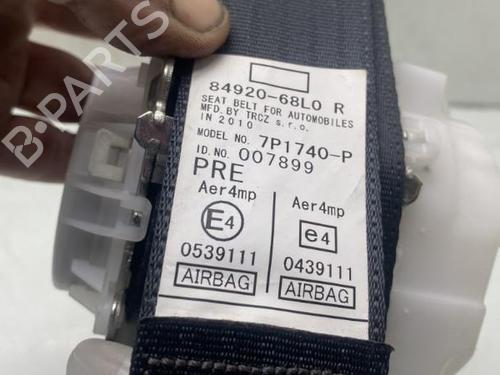 84920-68L0 R
SEAT BELT FOR AUTOMOBILES
MFD. BY TRCZ s.r.o.
IN 2010
MODEL NO. 7P1740-P
ID. NO. 007899
PRE
Aer4mp Aer4mp
E4 e4
0539111 0439111
AIRBAG AIRBAG